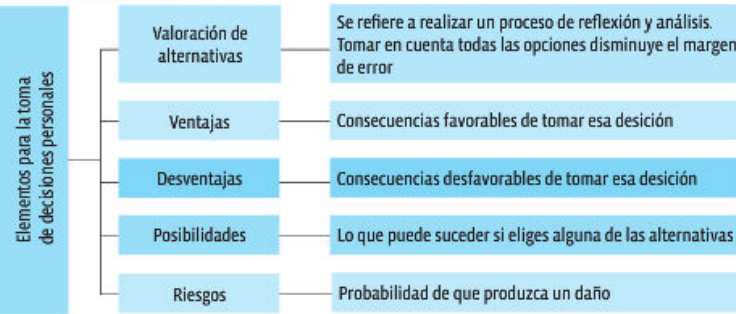 Elementos para la toma
de decisiones personales
Valoración de
alternativas
Se refiere a realizar un proceso de reflexión y análisis.
Tomar en cuenta todas las opciones disminuye el margen
de error
Ventajas
Consecuencias favorables de tomar esa desición
Desventajas
Consecuencias desfavorables de tomar esa desición
Posibilidades
Lo que puede suceder si eliges alguna de las alternativas
Riesgos
Probabilidad de que produzca un daño